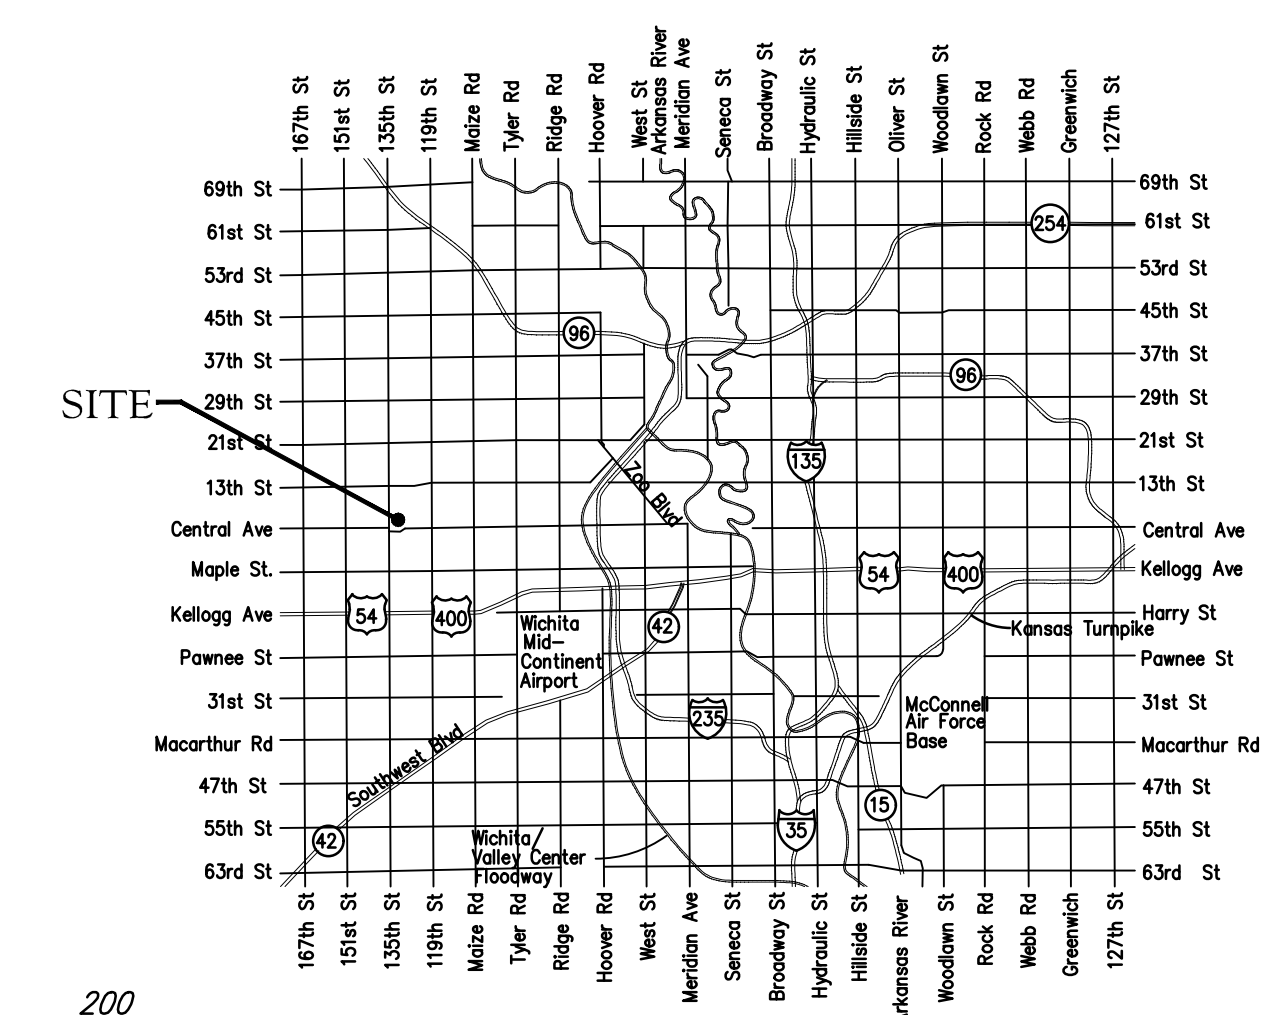 167th St
151st St
135th St
119th St
Maize Rd
Tyler Rd
Ridge Rd
Hoover Rd
West St
Arkansas River
Meridian Ave
Seneca St
Broadway St
Hydraulic St
Hillside St
Oliver St
Woodlawn St
Rock Rd
Webb Rd
Greenwich
127th St
69th St
69th St
61st St
254
61st St
53rd St
53rd St
45th St
96
45th St
37th St
37th St
96
SITE
29th St
29th St
21st St
21st St
135
13th St
Zoo Blvd
13th St
Central Ave
Central Ave
Maple St.
54
400
Kellogg Ave
Kellogg Ave
54
400
Harry St
Wichita
Mid-
Continent
Airport
42
Kansas Turnpike
Pawnee St
Pawnee St
31st St
31st St
235
McConnell
Air Force
Base
Macarthur Rd
Southwest Blvd
Macarthur Rd
47th St
47th St
15
55th St
42
35
55th St
Wichita/
Valley Center
Floodway
63rd St
63rd St
167th St
151st St
135th St
119th St
Maize Rd
Tyler Rd
Ridge Rd
Hoover Rd
West St
Meridian Ave
Seneca St
Broadway St
Hydraulic St
Hillside St
rkansas River
Woodlawn St
Rock Rd
Webb Rd
Greenwich
127th St
200